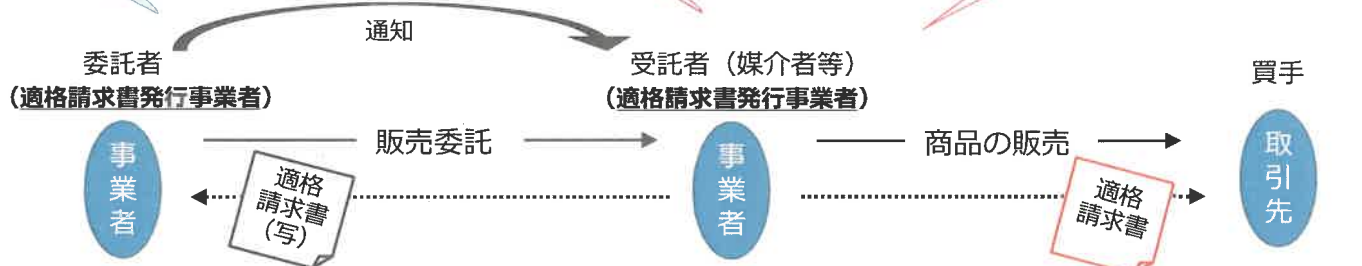 通知
委託者
（適格請求書発行事業者）
受託者（媒介者等）
（適格請求書発行事業者）
買手
事業者
販売委託
適格
請求書
（写）
事業者
商品の販売
適格
請求書
取引先